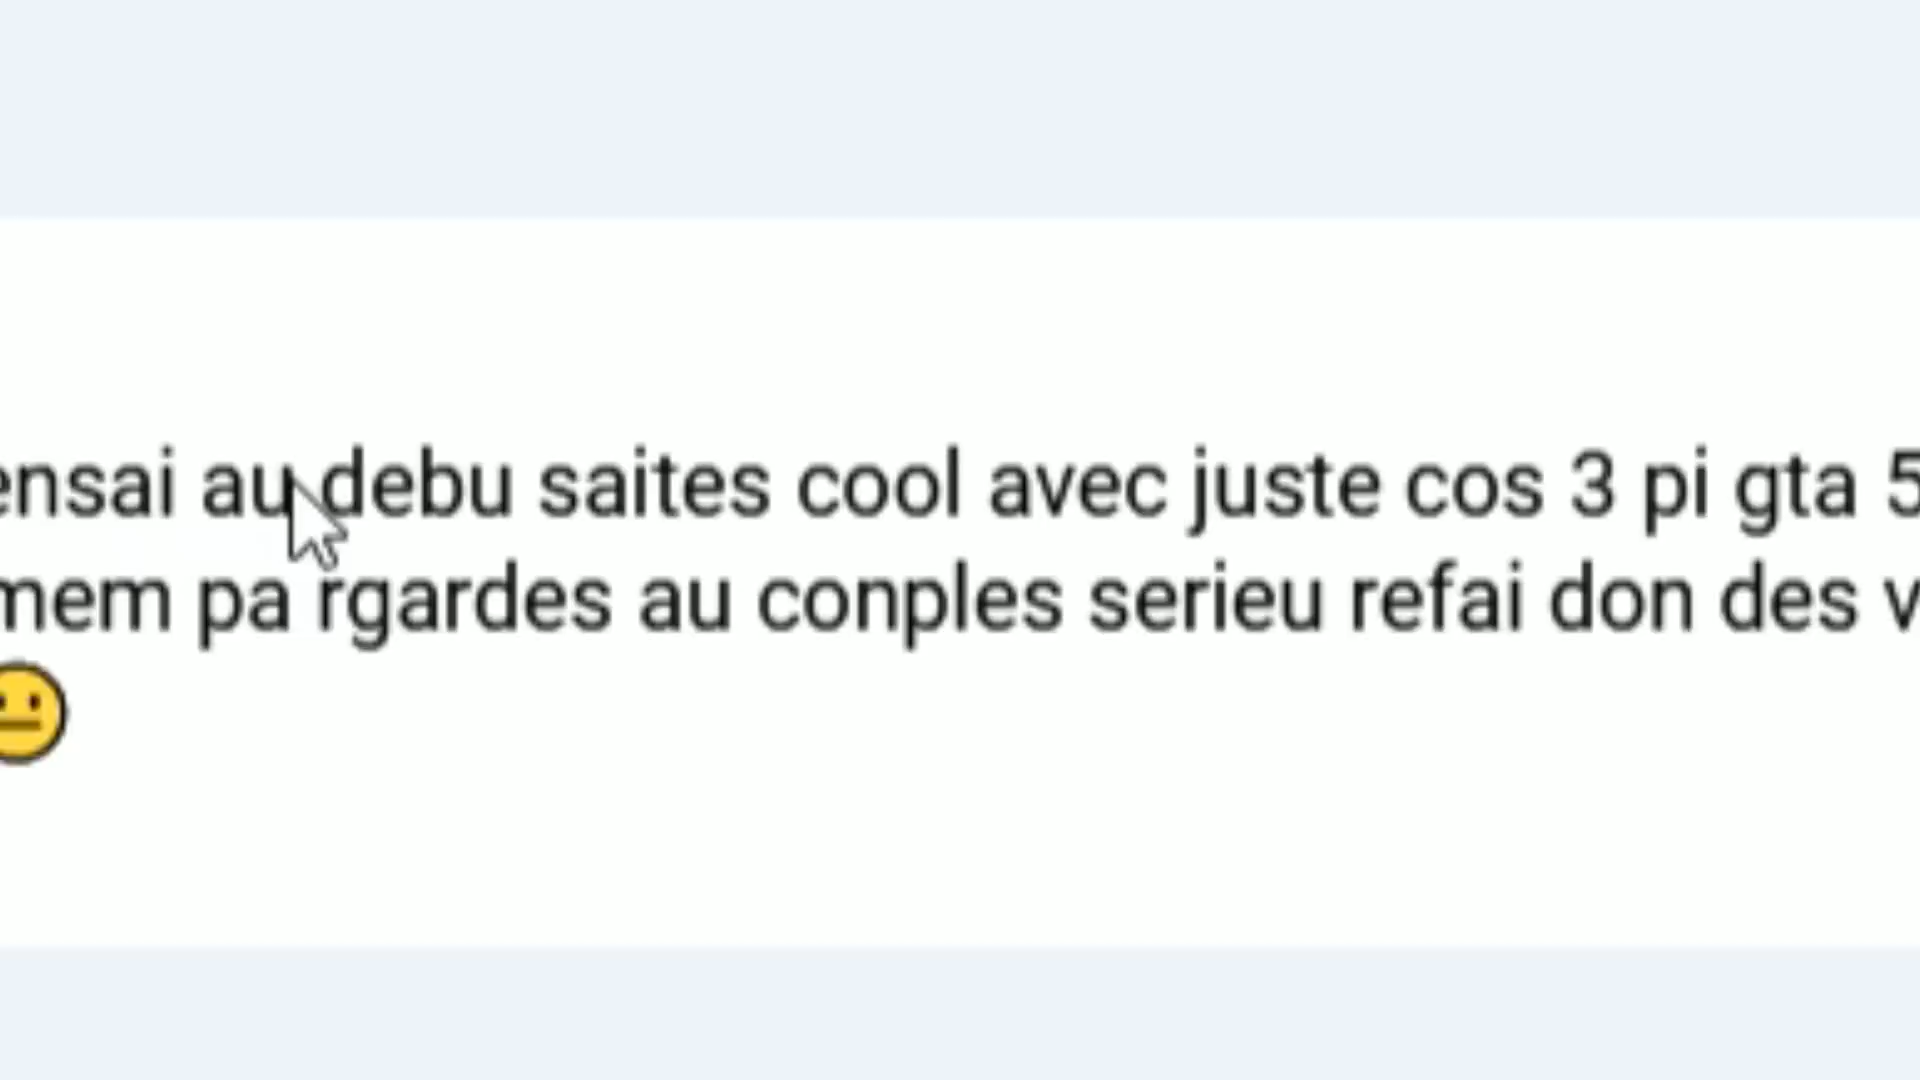 ensai au debu saites cool avec juste cos 3 pi gta 5
mem pa rgardes au conples serieu refai don des v
😐